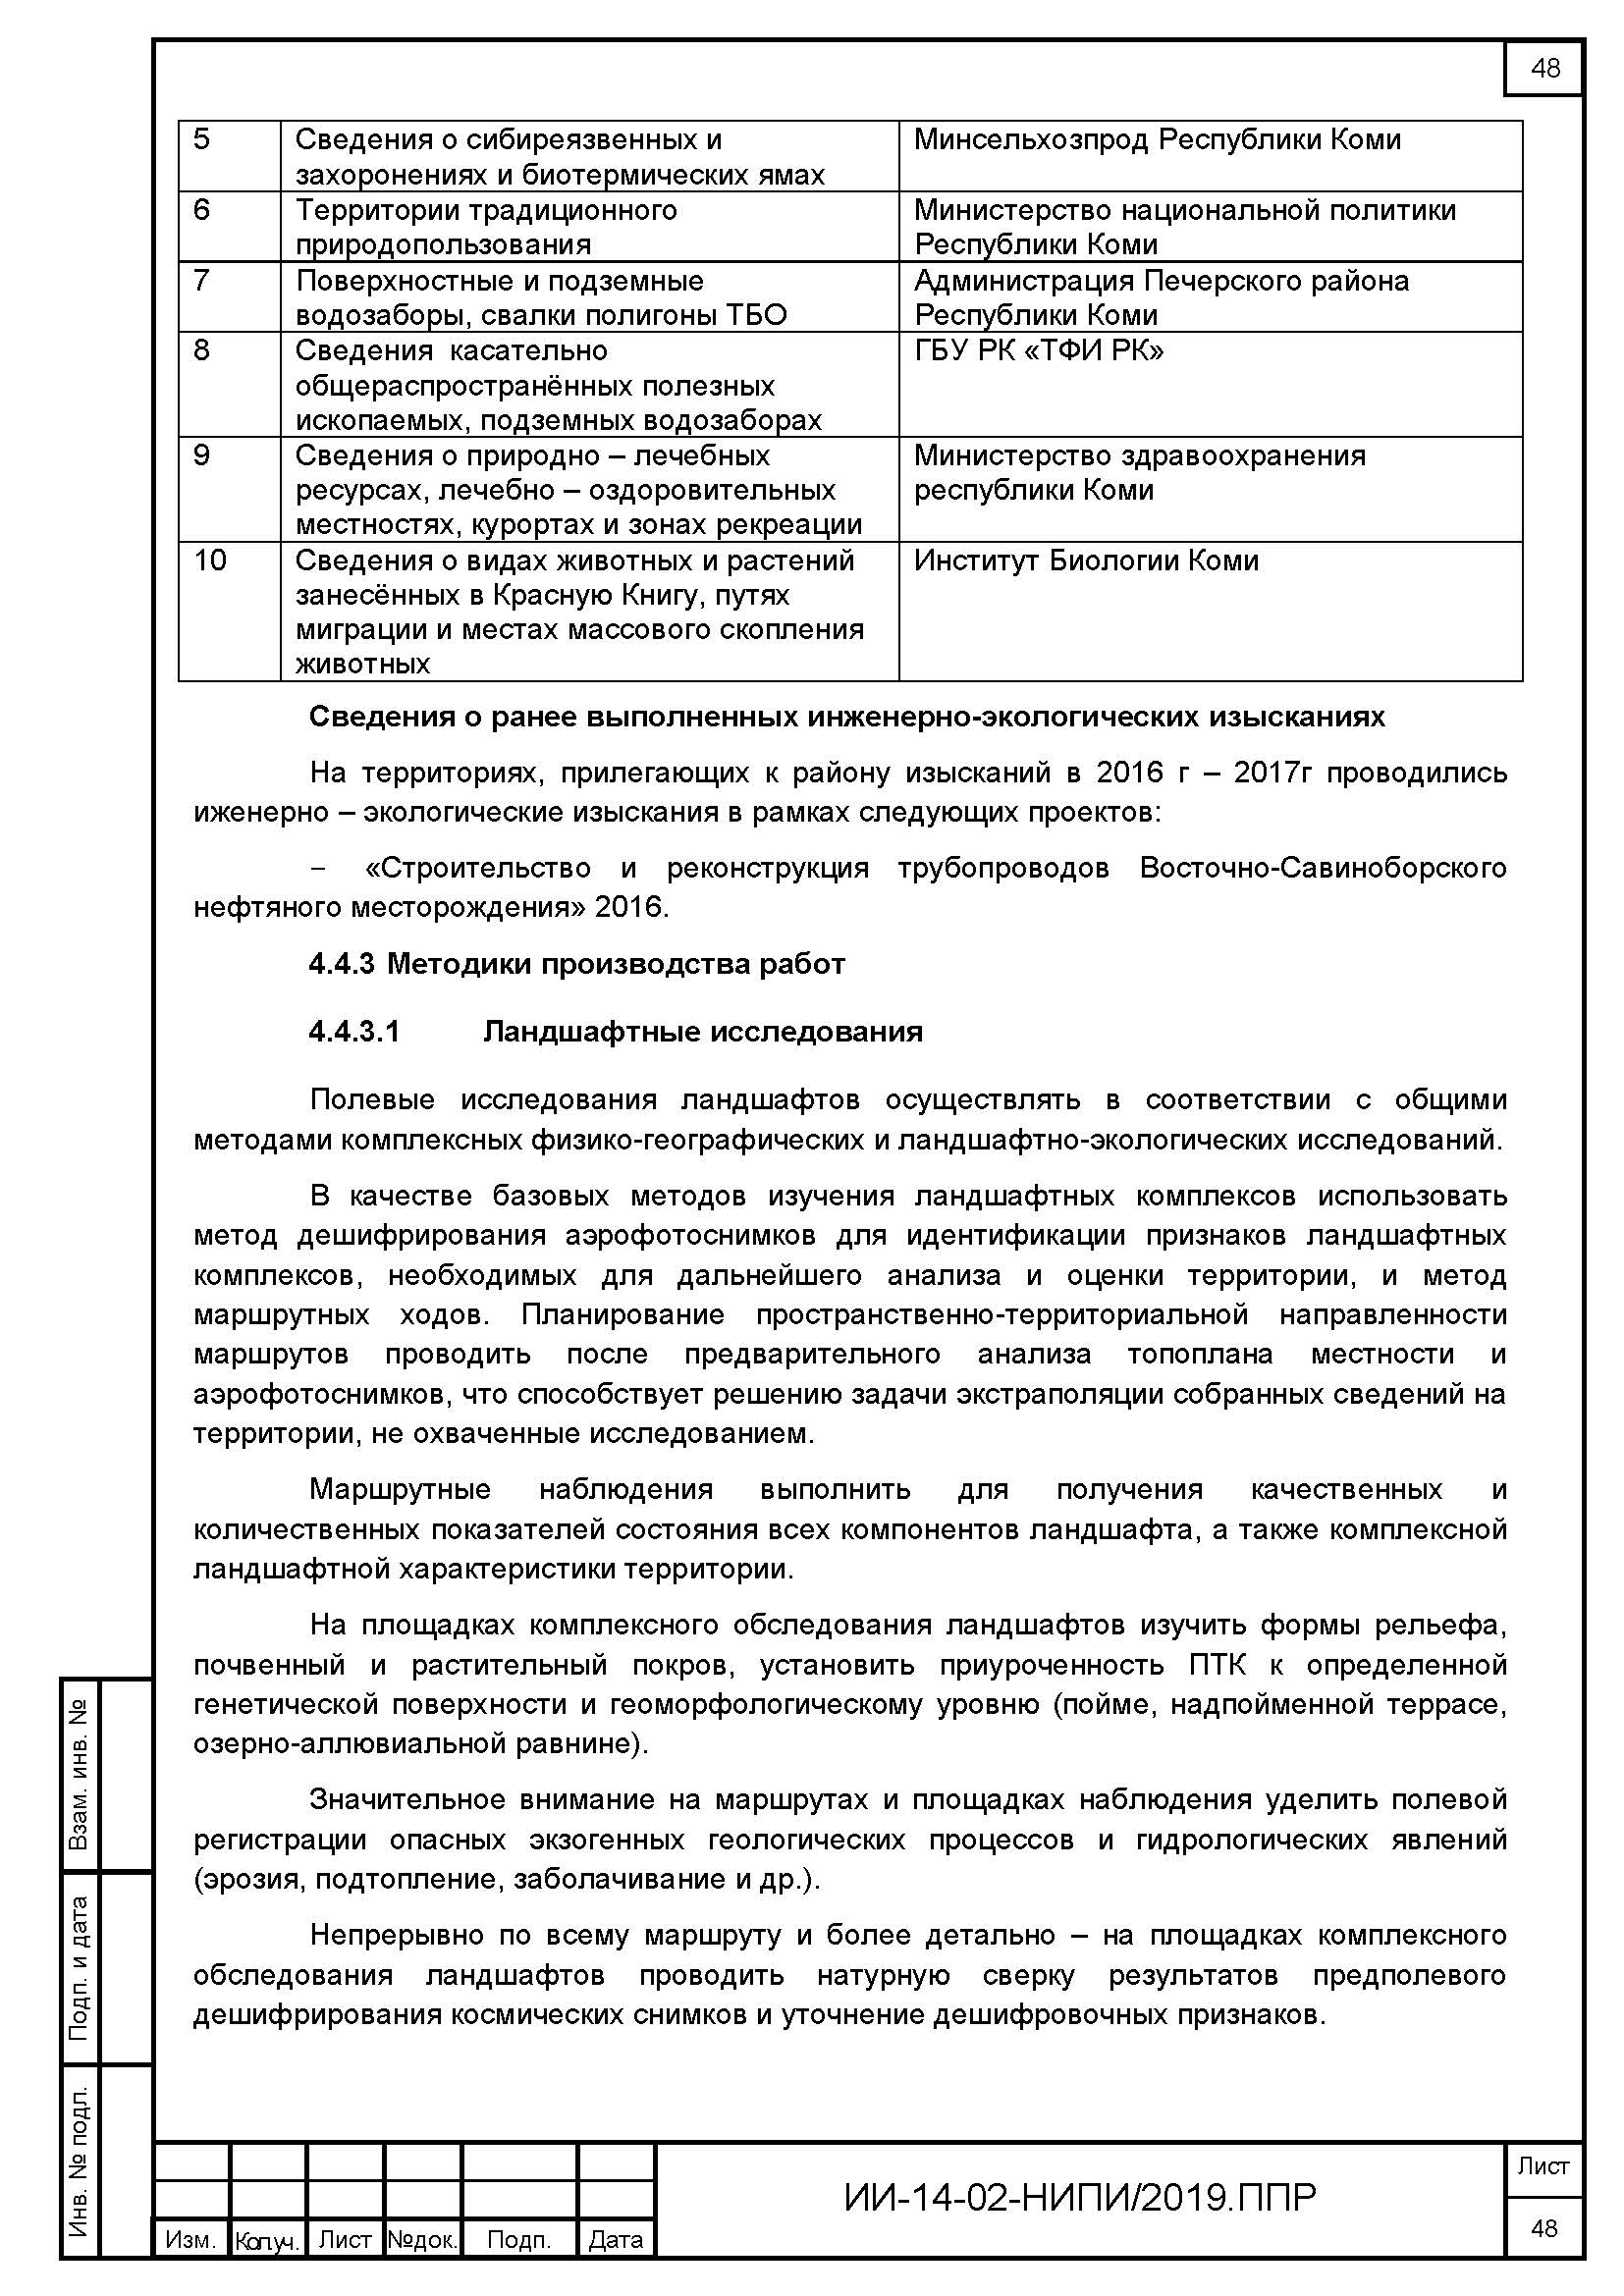 48
5 Сведения о сибиреязвенных и Минсельхозпрод Республики Коми
захоронениях и биотермических ямах
6 Территории традиционного Министерство национальной политики
природопользования Республики Коми
7 Поверхностные и подземные Администрация Печерского района
водозаборы, свалки полигоны ТБО Республики Коми
8 Сведения касательно ГБУ РК «ТФИ РК»
общераспространённых полезных
ископаемых, подземных водозаборах
9 Сведения о природно – лечебных Министерство здравоохранения
ресурсах, лечебно – оздоровительных республики Коми
местностях, курортах и зонах рекреации
10 Сведения о видах животных и растений Институт Биологии Коми
занесённых в Красную Книгу, путях
миграции и местах массового скопления
животных
Сведения о ранее выполненных инженерно-экологических изысканиях
На территориях, прилегающих к району изысканий в 2016 г – 2017г проводились
иженерно – экологические изыскания в рамках следующих проектов:
– «Строительство и реконструкция трубопроводов Восточно-Савиноборского
нефтяного месторождения» 2016.
4.4.3 Методики производства работ
4.4.3.1 Ландшафтные исследования
Полевые исследования ландшафтов осуществлять в соответствии с общими
методами комплексных физико-географических и ландшафтно-экологических исследований.
В качестве базовых методов изучения ландшафтных комплексов использовать
метод дешифрирования аэрофотоснимков для идентификации признаков ландшафтных
комплексов, необходимых для дальнейшего анализа и оценки территории, и метод
маршрутных ходов. Планирование пространственно-территориальной направленности
маршрутов проводить после предварительного анализа топоплана местности и
аэрофотоснимков, что способствует решению задачи экстраполяции собранных сведений на
территории, не охваченные исследованием.
Маршрутные наблюдения выполнить для получения качественных и
количественных показателей состояния всех компонентов ландшафта, а также комплексной
ландшафтной характеристики территории.
На площадках комплексного обследования ландшафтов изучить формы рельефа,
почвенный и растительный покров, установить приуроченность ПТК к определенной
генетической поверхности и геоморфологическому уровню (пойме, надпойменной террасе,
озерно-аллювиальной равнине).
Значительное внимание на маршрутах и площадках наблюдения уделить полевой
регистрации опасных экзогенных геологических процессов и гидрологических явлений
(эрозия, подтопление, заболачивание и др.).
Непрерывно по всему маршруту и более детально – на площадках комплексного
обследования ландшафтов проводить натурную сверку результатов предполевого
дешифрирования космических снимков и уточнение дешифровочных признаков.
Взам. инв. №
Подп. и дата
Инв. № подл.
Изм. Кол.уч. Лист №док. Подп. Дата
ИИ-14-02-НИПИ/2019.ППР
Лист
48